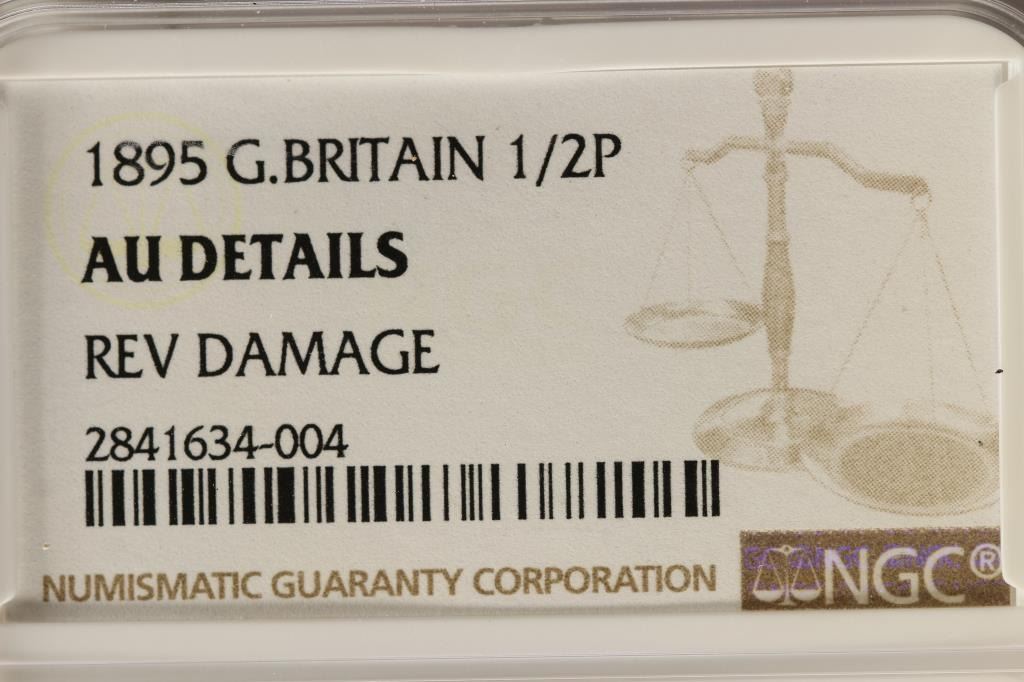 1895 G.BRITAIN 1/2P
AU DETAILS
REV DAMAGE
2841634-004
NUMISMATIC GUARANTY CORPORATION
NGC®